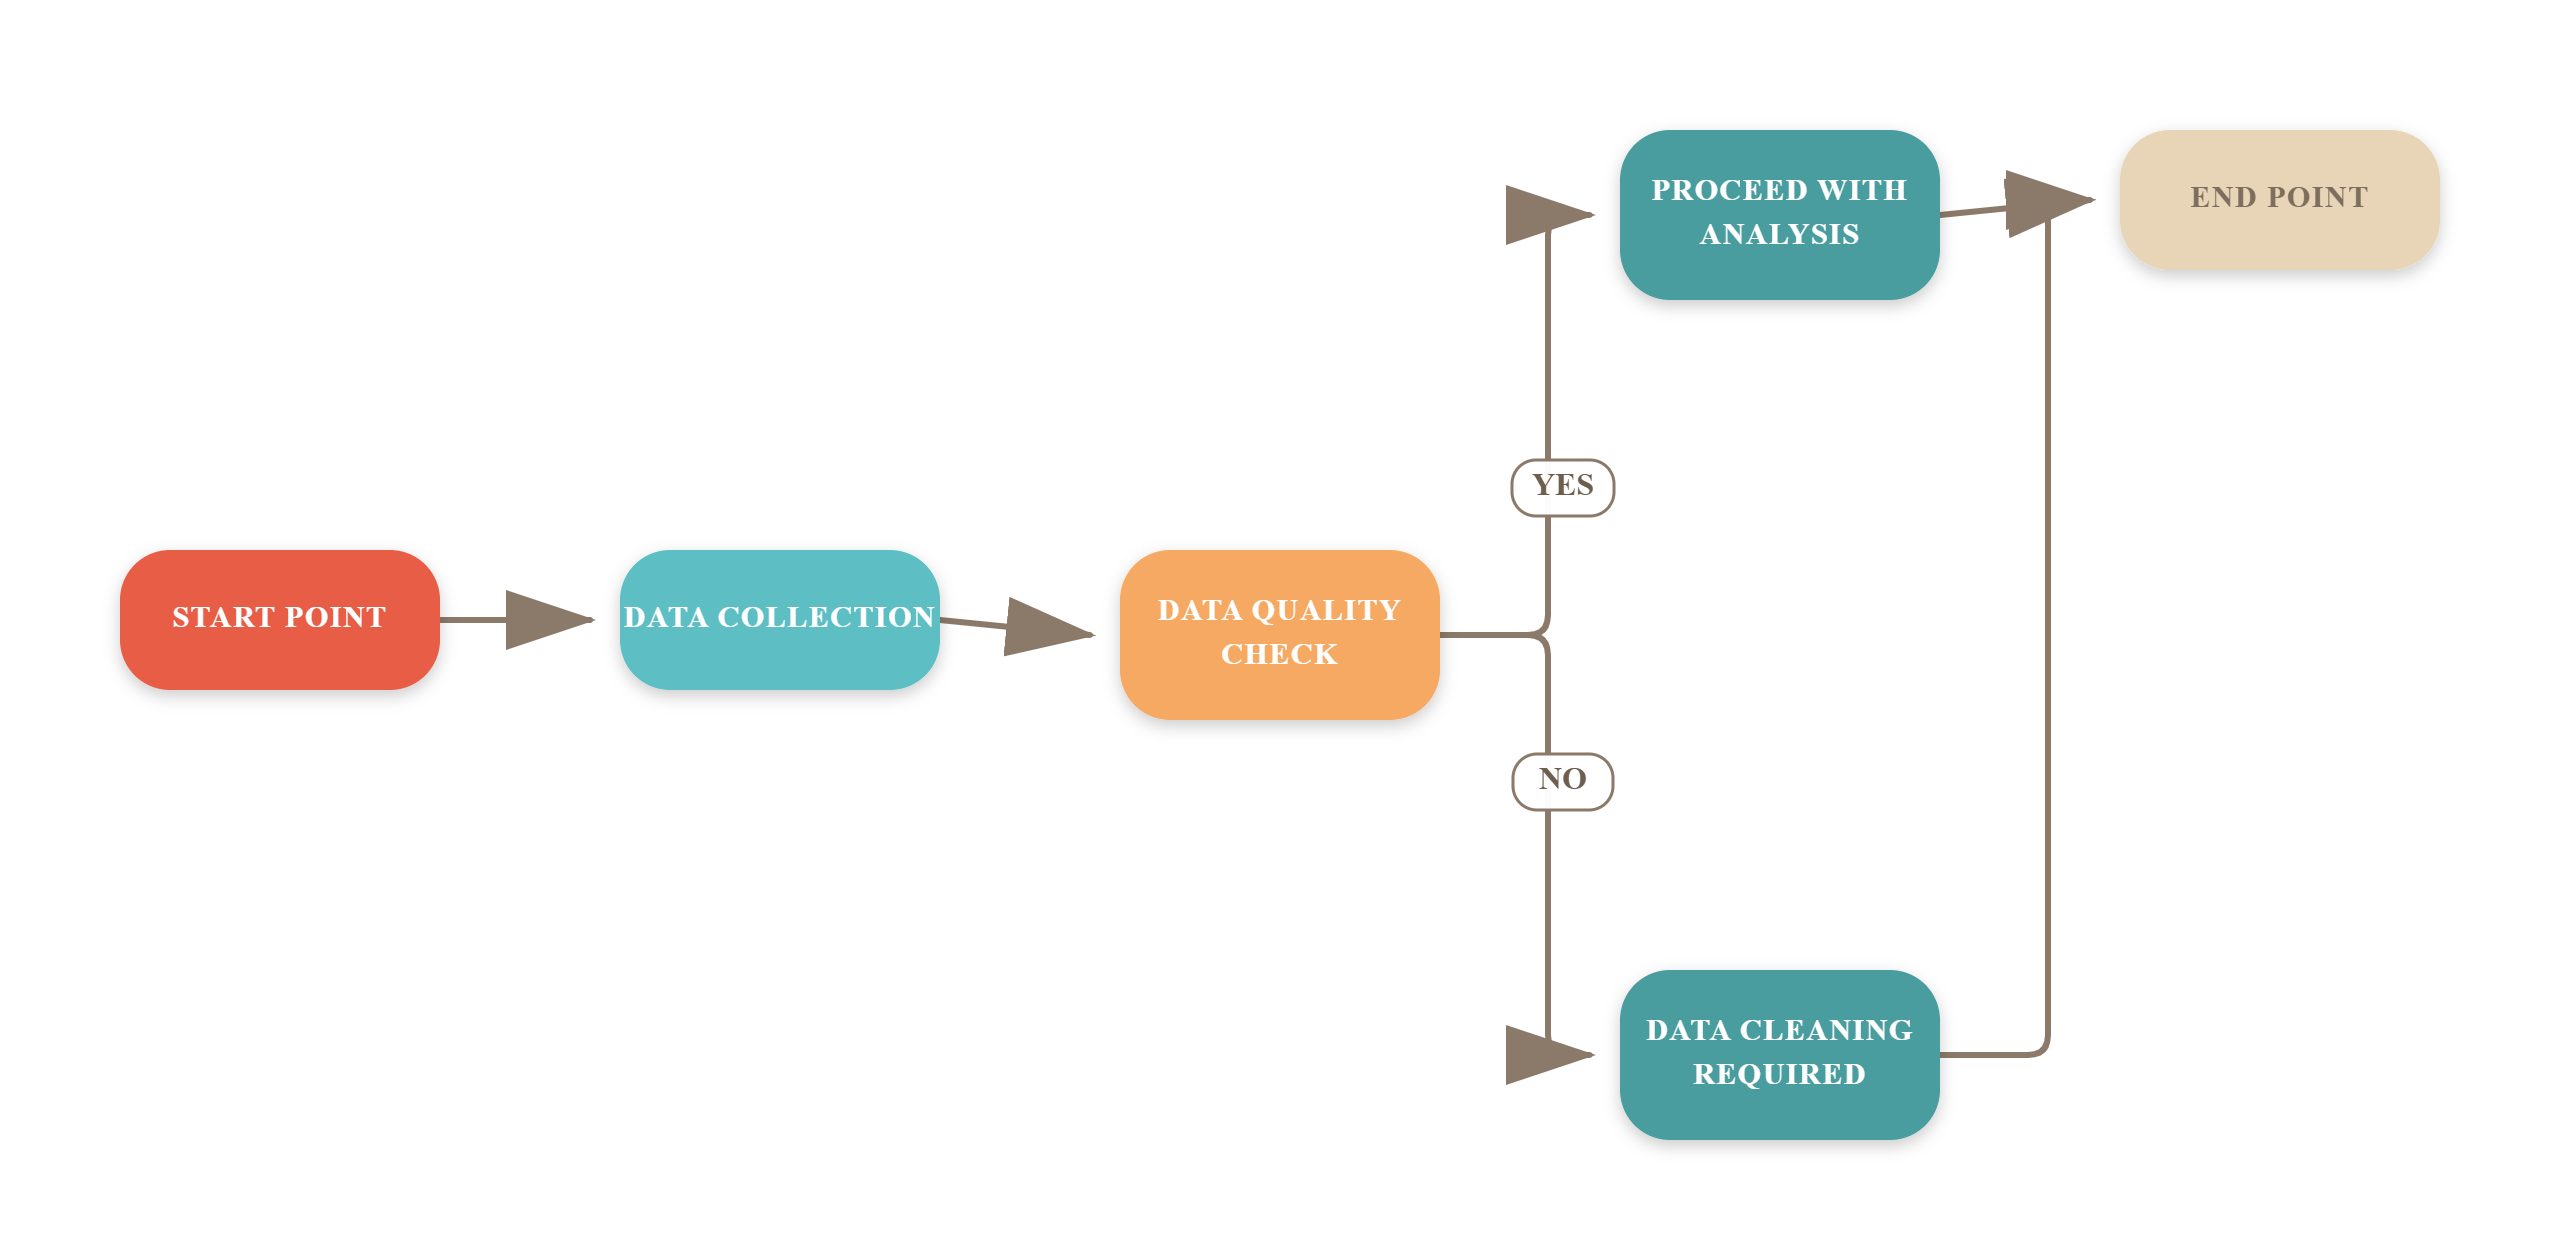 START POINT
DATA COLLECTION
DATA QUALITY
CHECK
YES
NO
PROCEED WITH
ANALYSIS
DATA CLEANING
REQUIRED
END POINT